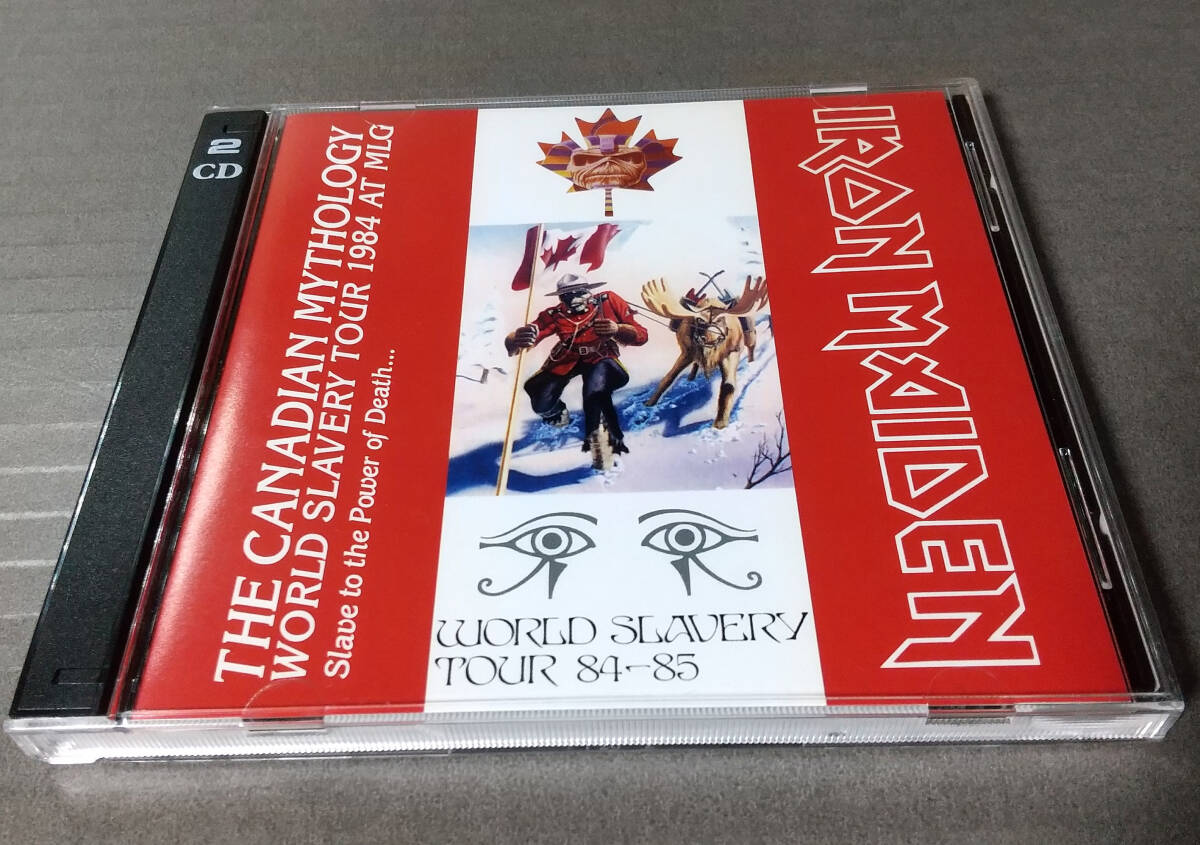 2
CD
THE CANADIAN MYTHOLOGY
WORLD SLAVERY TOUR 1984 AT MLG
Slave to the Power of Death...
WORLD SLAVERY
TOUR 84-85
IRON MAIDEN